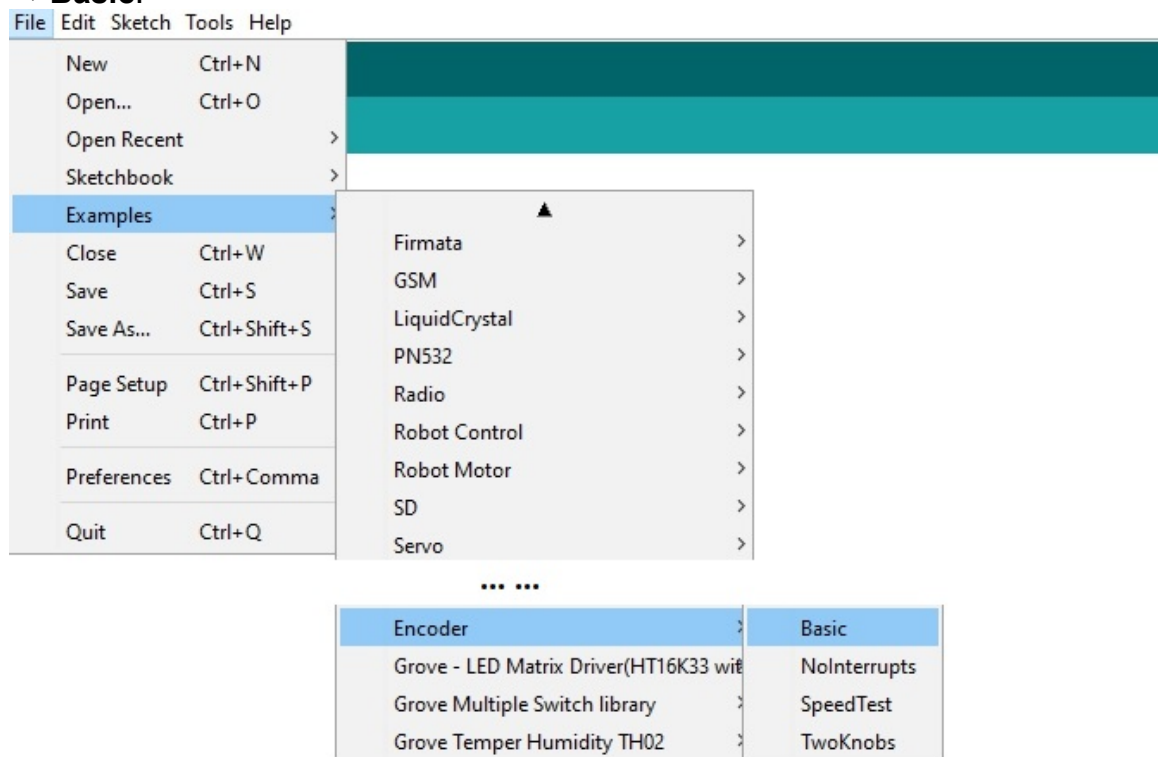 Basic.
File Edit Sketch Tools Help
New Ctrl+N
Open... Ctrl+O
Open Recent >
Sketchbook >
Examples >
Close Ctrl+W
Save Ctrl+S
Save As... Ctrl+Shift+S
Page Setup Ctrl+Shift+P
Print Ctrl+P
Preferences Ctrl+Comma
Quit Ctrl+Q
▲
Firmata >
GSM >
LiquidCrystal >
PN532 >
Radio >
Robot Control >
Robot Motor >
SD >
Servo >
... ...
Encoder >
Grove - LED Matrix Driver(HT16K33 wit
Grove Multiple Switch library >
Grove Temper Humidity TH02 >
Basic
NoInterrupts
SpeedTest
TwoKnobs